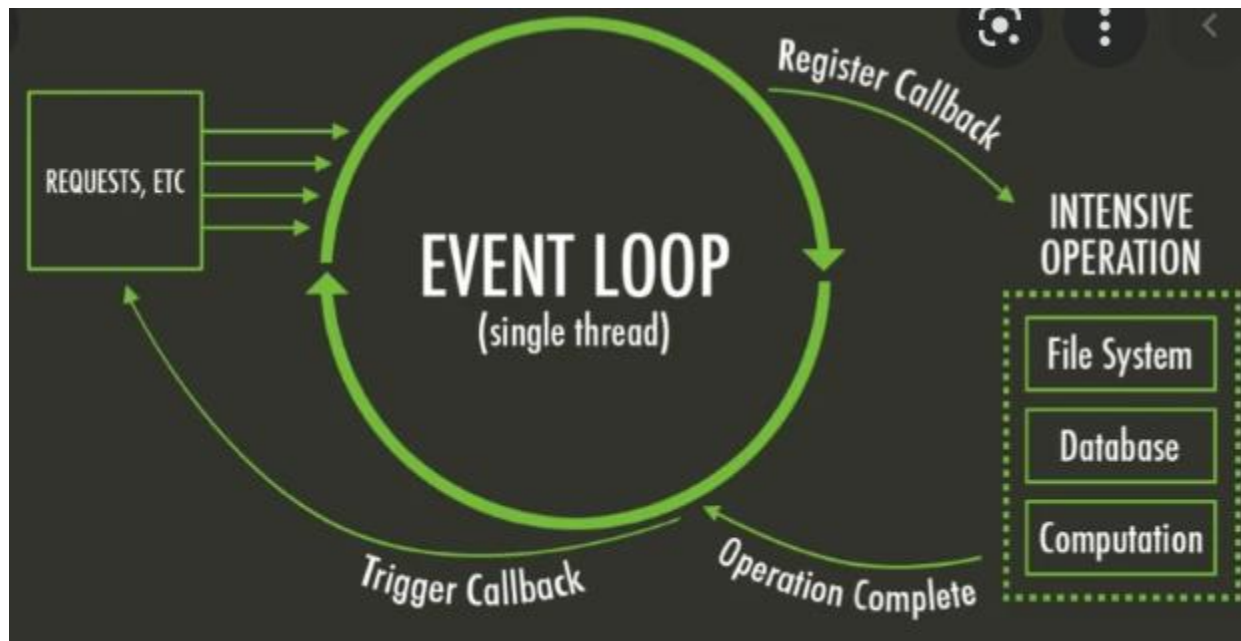 REQUESTS, ETC
EVENT LOOP
(single thread)
Register Callback
INTENSIVE
OPERATION
File System
Database
Computation
Operation Complete
Trigger Callback